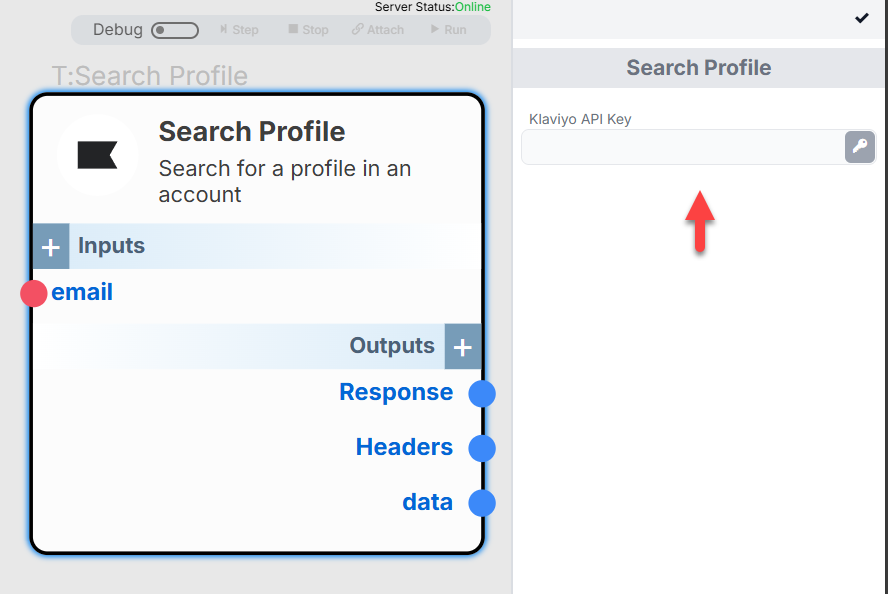 Server Status:Online
Debug
Step
Stop
Attach
Run
T:Search Profile
Search Profile
Search for a profile in an
account
Inputs
email
Outputs
Response
Headers
data
Search Profile
Klaviyo API Key